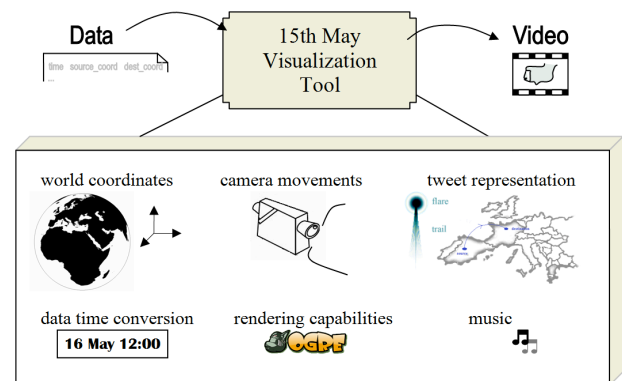 Data
15th May
Visualization
Tool
Video
time source_coord dest_coord
...
world coordinates
camera movements
tweet representation
flare
trail
data time conversion
rendering capabilities
music
16 May 12:00
OGRE